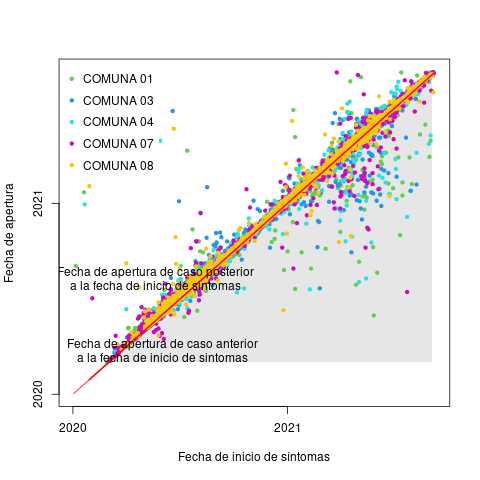 COMUNA 01
COMUNA 03
COMUNA 04
COMUNA 07
COMUNA 08
Fecha de apertura
2021
2020
Fecha de apertura de caso posterior
a la fecha de inicio de síntomas
Fecha de apertura de caso anterior
a la fecha de inicio de síntomas
2020
2021
Fecha de inicio de síntomas